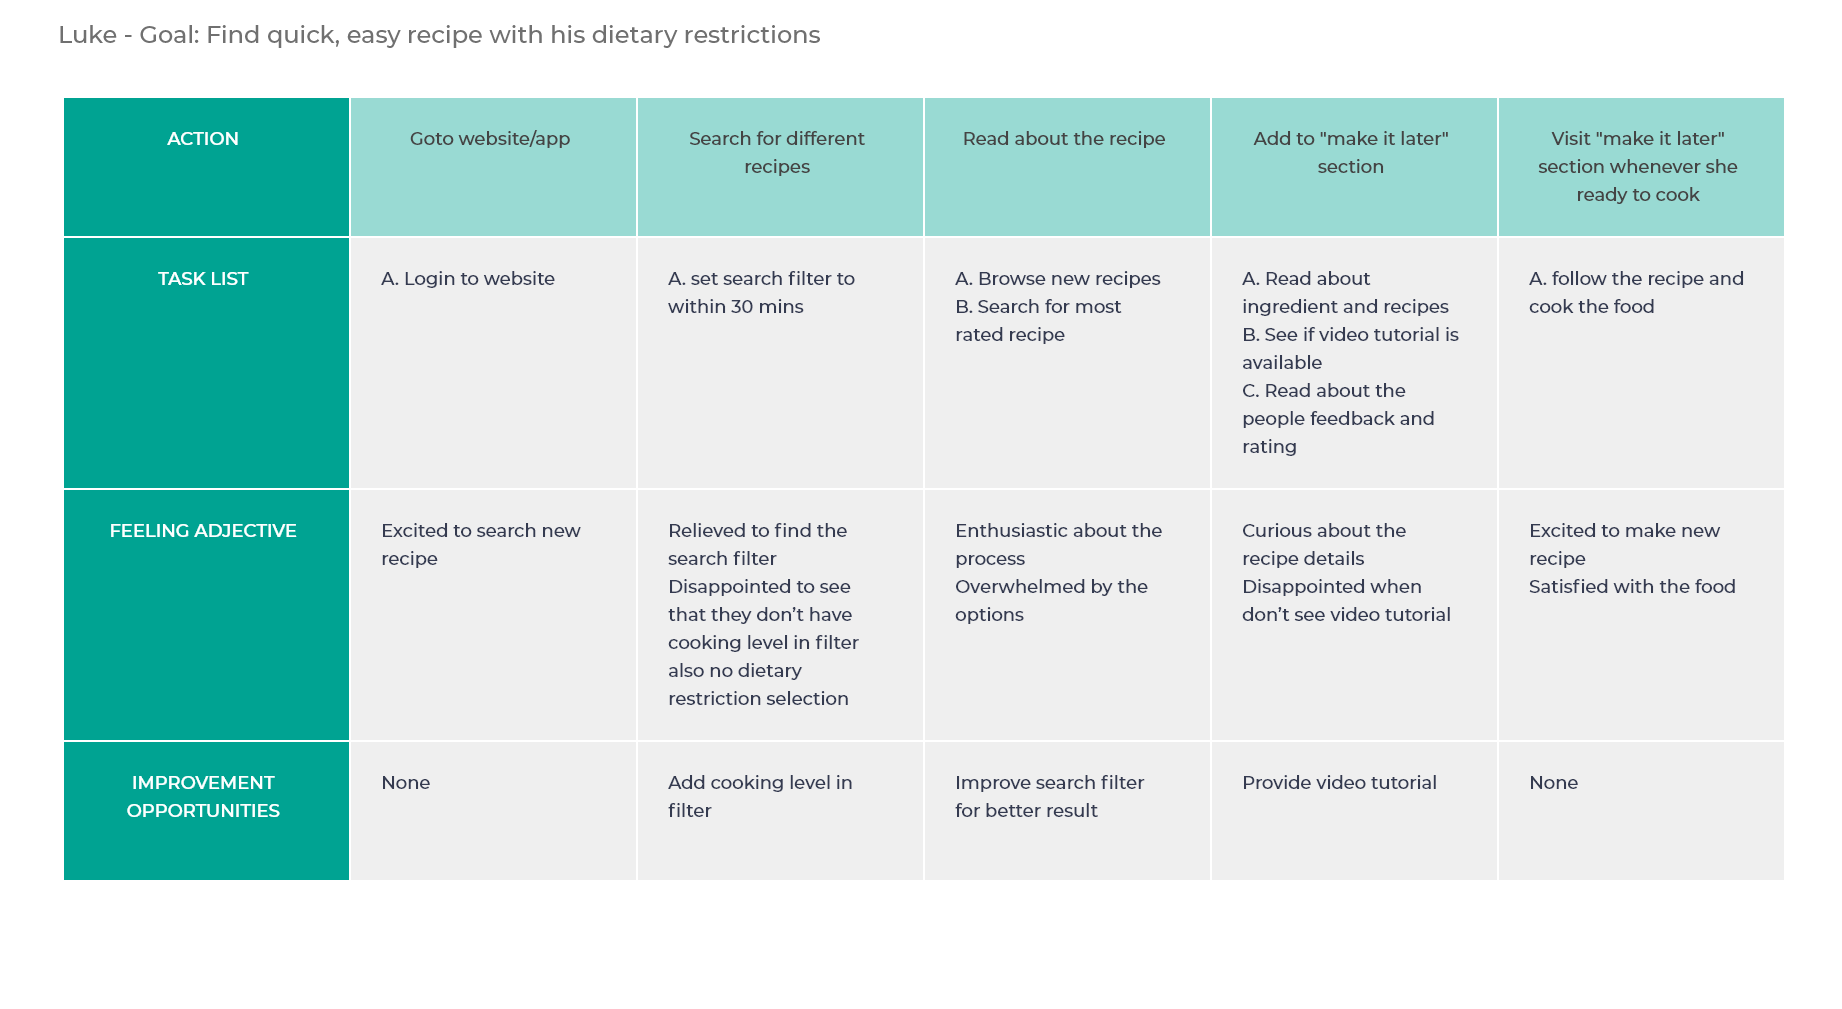 Luke - Goal: Find quick, easy recipe with his dietary restrictions
ACTION
Goto website/app
Search for different
recipes
Read about the recipe
Add to "make it later"
section
Visit "make it later"
section whenever she
ready to cook
TASK LIST
A. Login to website
A. set search filter to
within 30 mins
A. Browse new recipes
B. Search for most
rated recipe
A. Read about
ingredient and recipes
B. See if video tutorial is
available
C. Read about the
people feedback and
rating
A. follow the recipe and
cook the food
FEELING ADJECTIVE
Excited to search new
recipe
Relieved to find the
search filter
Disappointed to see
that they don’t have
cooking level in filter
also no dietary
restriction selection
Enthusiastic about the
process
Overwhelmed by the
options
Curious about the
recipe details
Disappointed when
don’t see video tutorial
Excited to make new
recipe
Satisfied with the food
IMPROVEMENT
OPPORTUNITIES
None
Add cooking level in
filter
Improve search filter
for better result
Provide video tutorial
None